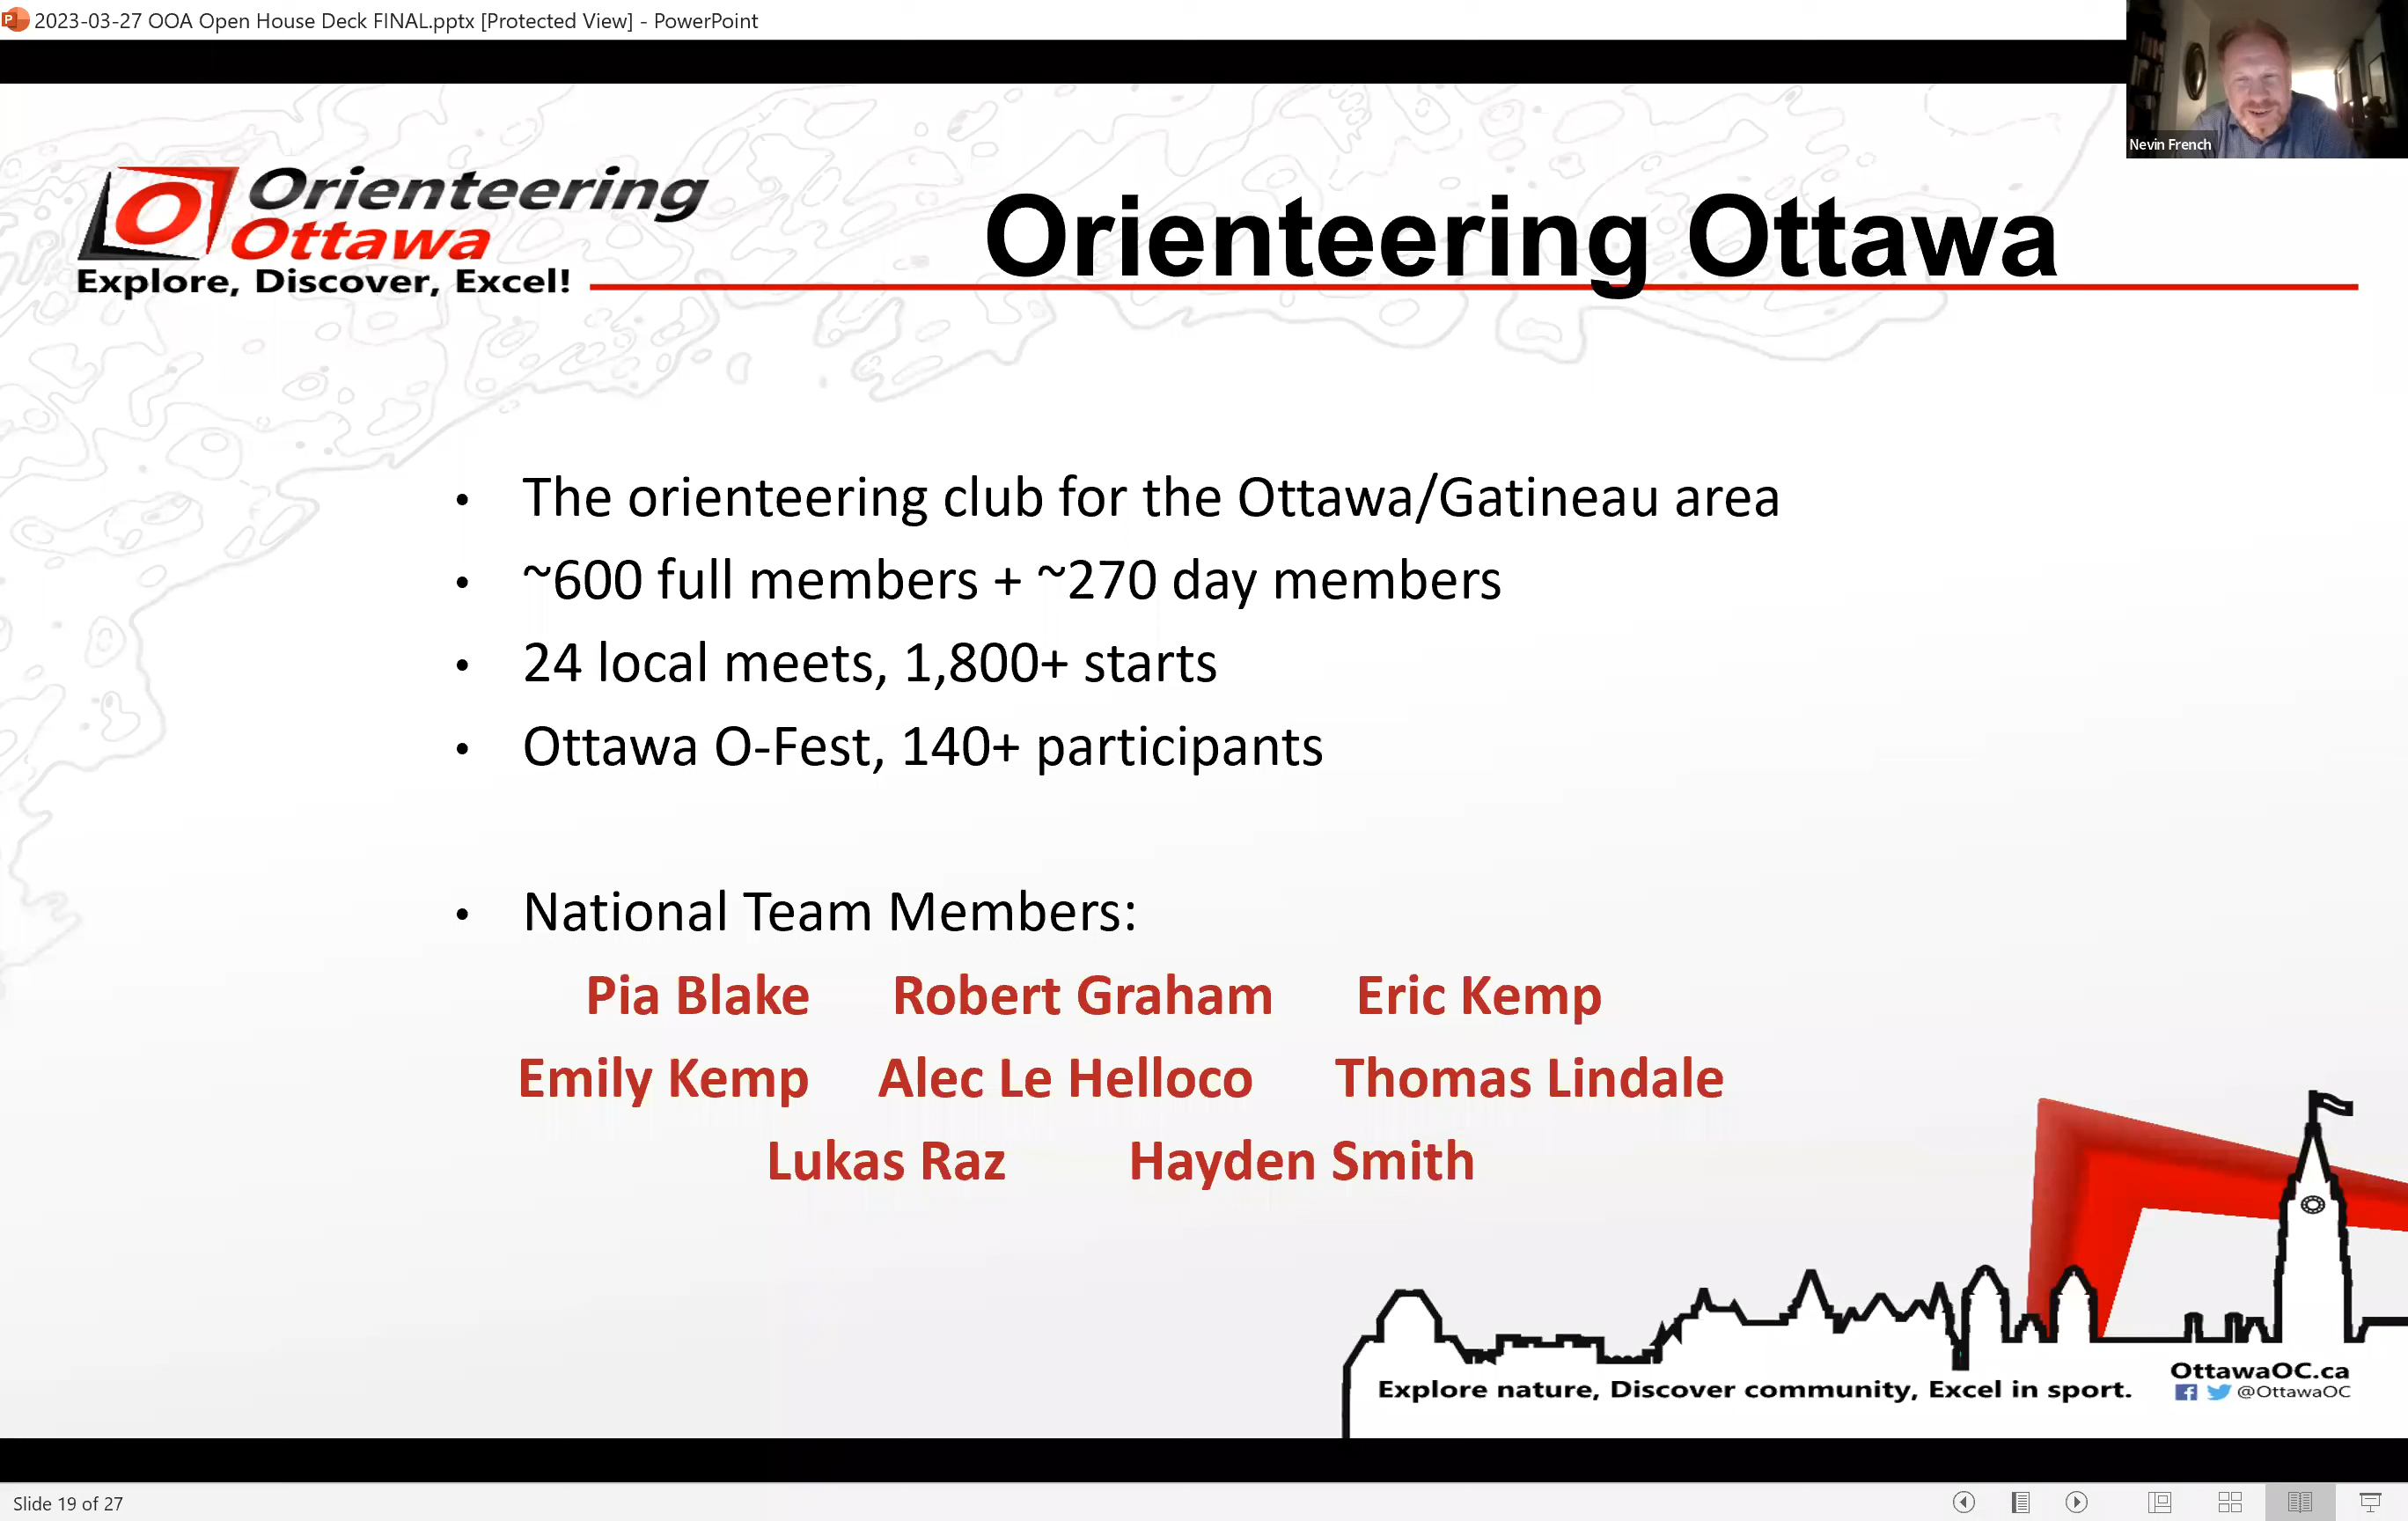 2023-03-27 OOA Open House Deck FINAL.pptx [Protected View] - PowerPoint
Nevin French
O Orienteering
Ottawa
Explore, Discover, Excel!
Orienteering Ottawa
• The orienteering club for the Ottawa/Gatineau area
• ~600 full members + ~270 day members
• 24 local meets, 1,800+ starts
• Ottawa O-Fest, 140+ participants
• National Team Members:
Pia Blake Robert Graham Eric Kemp
Emily Kemp Alec Le Helloco Thomas Lindale
Lukas Raz Hayden Smith
Explore nature, Discover community, Excel in sport.
OttawaOC.ca
@OttawaOC
Slide 19 of 27